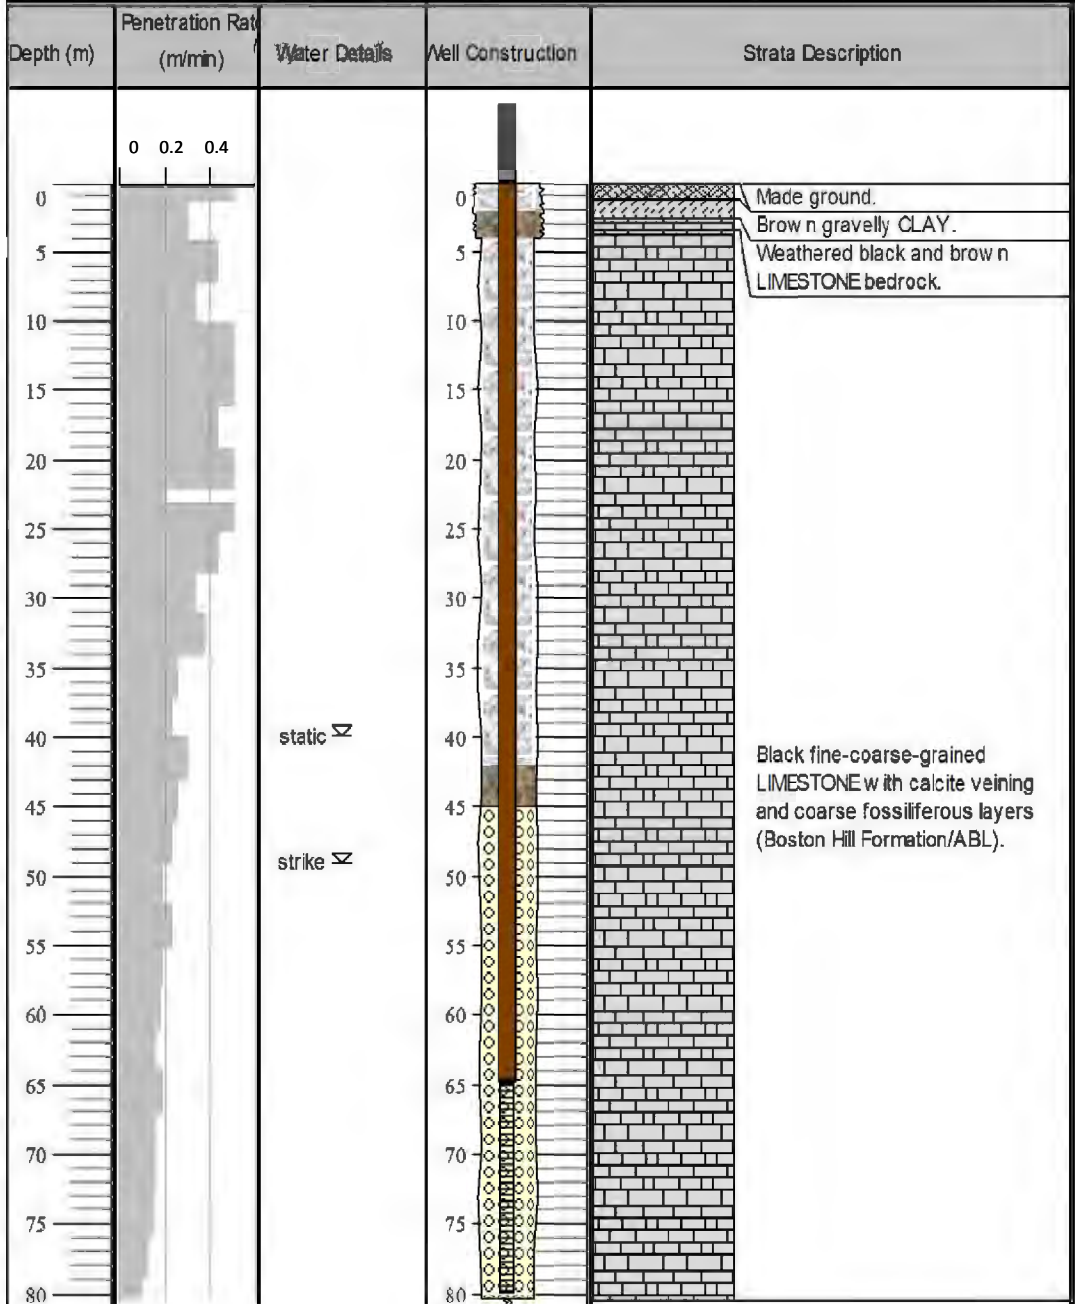 Depth (m)
Penetration Rate
(m/min)
Water Details
Well Construction
Strata Description
0 0.2 0.4
0
5
10
15
20
25
30
35
40
45
50
55
60
65
70
75
80
static
strike
0
5
10
15
20
25
30
35
40
45
50
55
60
65
70
75
80
Made ground.
Brown gravelly CLAY.
Weathered black and brown
LIMESTONE bedrock.
Black fine-coarse-grained
LIMESTONE with calcite veining
and coarse fossiliferous layers
(Boston Hill Formation/ABL).